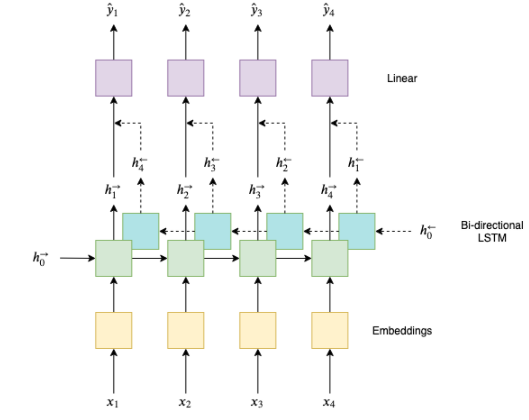 ŷ₁ ŷ₂ ŷ₃ ŷ₄
Linear
h₄← h₃← h₂← h₁←
h₁→ h₂→ h₃→ h₄→
h₀→
h₀←
Bi-directional
LSTM
Embeddings
x₁ x₂ x₃ x₄